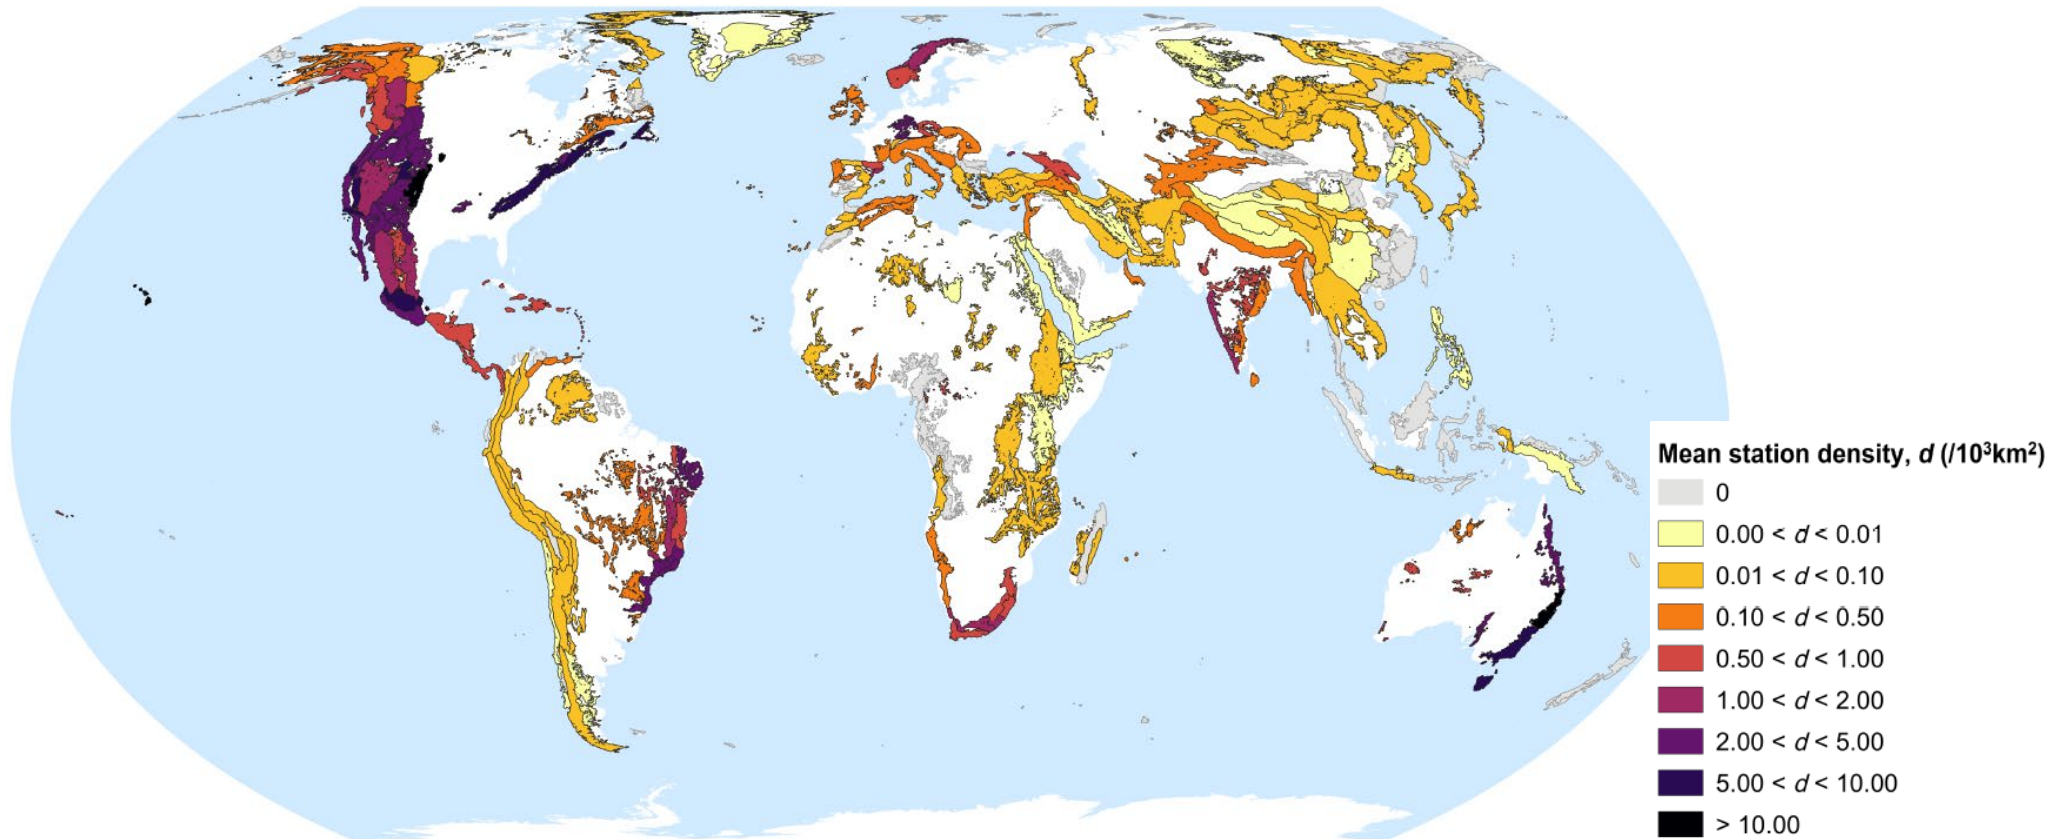 Mean station density, d (/10³km²)
0
0.00 < d < 0.01
0.01 < d < 0.10
0.10 < d < 0.50
0.50 < d < 1.00
1.00 < d < 2.00
2.00 < d < 5.00
5.00 < d < 10.00
> 10.00